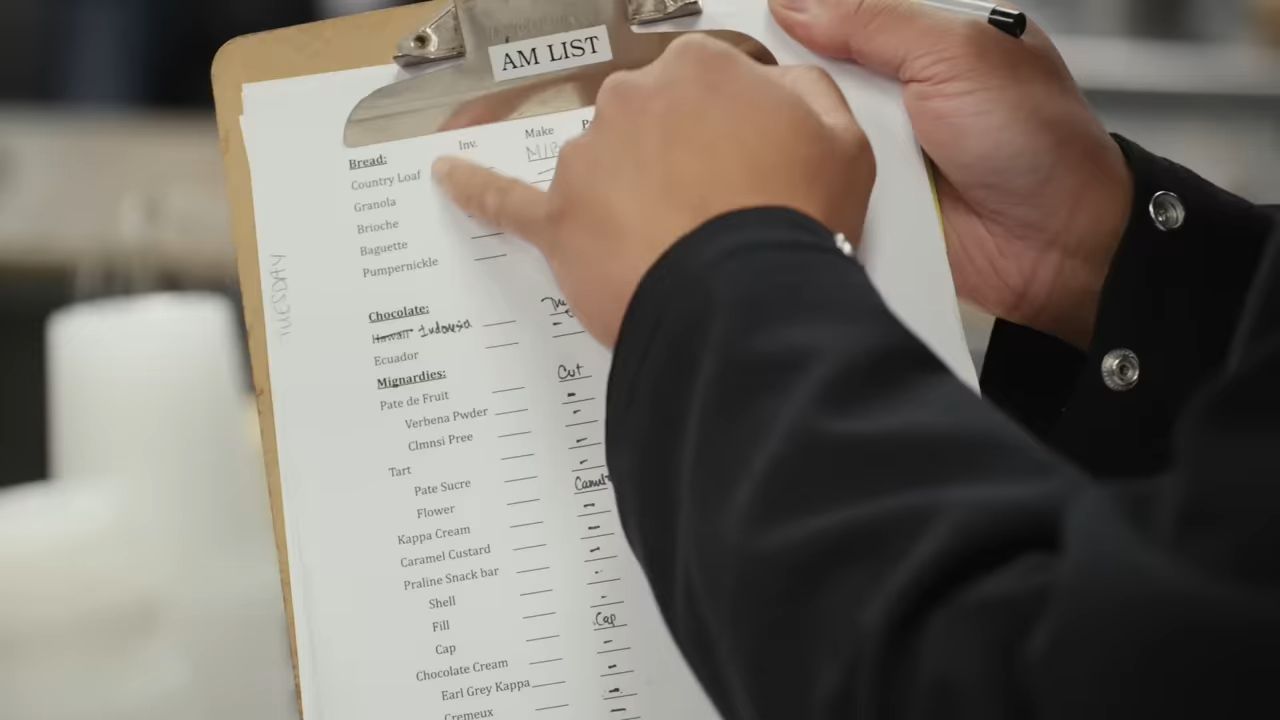 AM LIST
Inv. Make
Bread: M/B
Country Loaf
Granola
Brioche
Baguette
Pumpernickle
TUESDAY
Chocolate:
Hawaii Indonesia
Ecuador
Mignardies: Cut
Pate de Fruit
Verbena Pwder
Clmnsi Pree
Tart
Pate Sucre
Flower
Kappa Cream
Caramel Custard
Praline Snack bar
Shell
Fill Cap
Cap
Chocolate Cream
Earl Grey Kappa
Cremeux